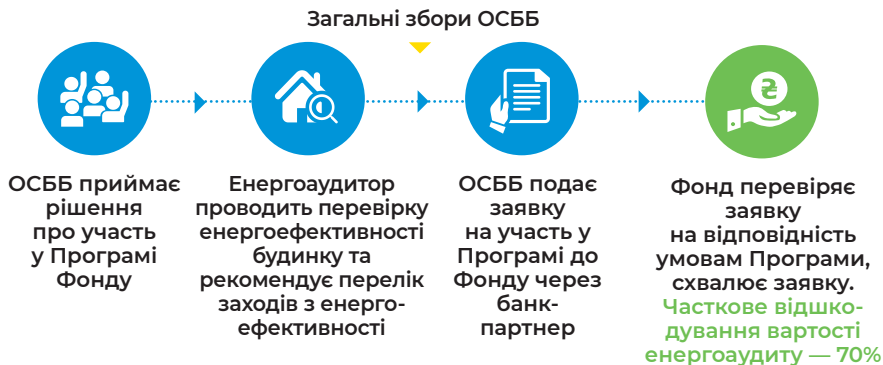 Загальні збори ОСББ
ОСББ приймає
рішення
про участь
у Програмі
Фонду
Енергоаудитор
проводить перевірку
енергоефективності
будинку та
рекомендує перелік
заходів з енерго-
ефективності
ОСББ подає
заявку
на участь у
Програмі до
Фонду через
банк-
партнер
₴
Фонд перевіряє
заявку
на відповідність
умовам Програми,
схвалює заявку.
Часткове відшко-
дування вартості
енергоаудиту — 70%